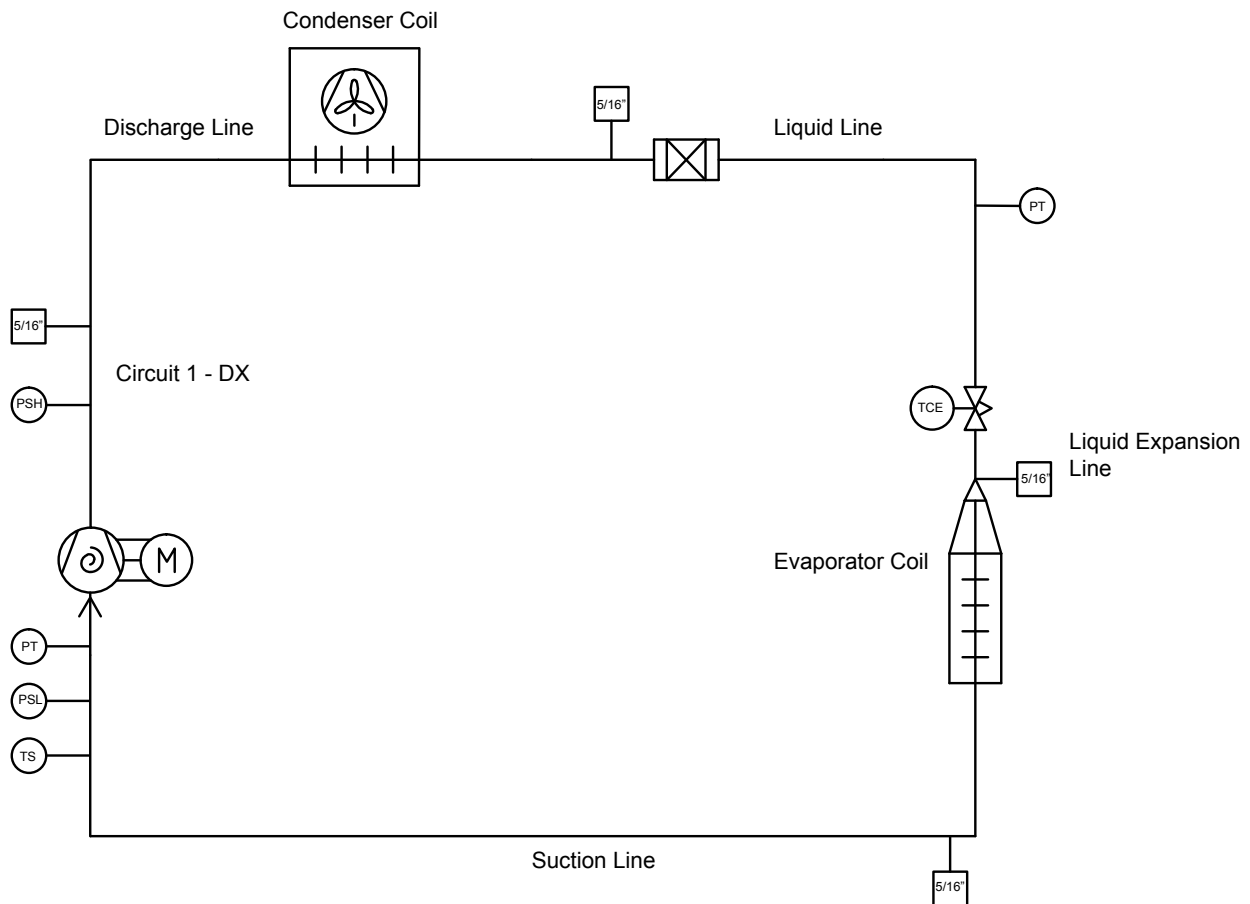 Condenser Coil
Discharge Line
5/16”
Liquid Line
PT
5/16”
Circuit 1 - DX
PSH
TCE
Liquid Expansion
Line
5/16”
M
Evaporator Coil
PT
PSL
TS
Suction Line
5/16”